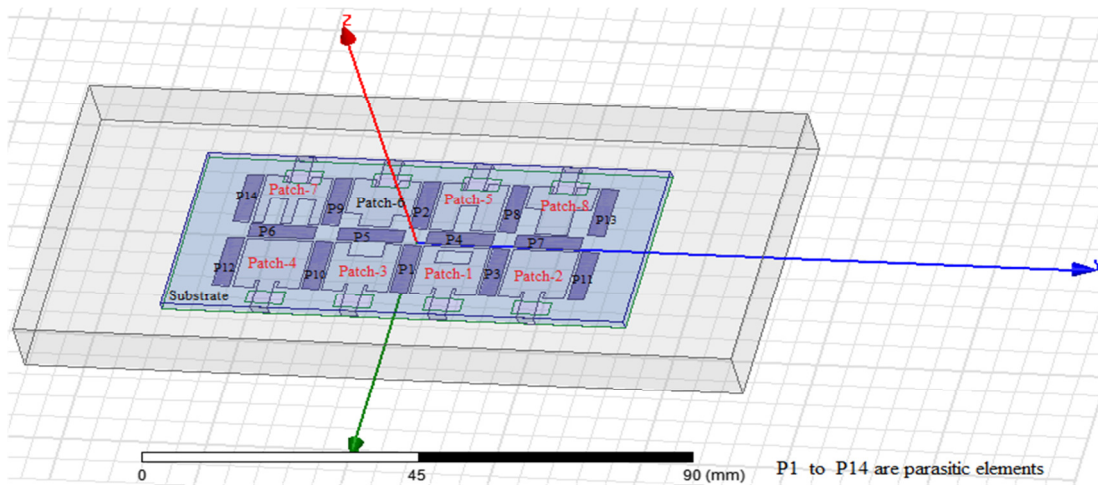 Z
P14
Patch-7
P9
Patch-6
P2
Patch-5
P8
Patch-8
P13
P6
P5
P4
P7
P12
Patch-4
P10
Patch-3
P1
Patch-1
P3
Patch-2
P11
Substrate
0
45
90 (mm)
P1 to P14 are parasitic elements